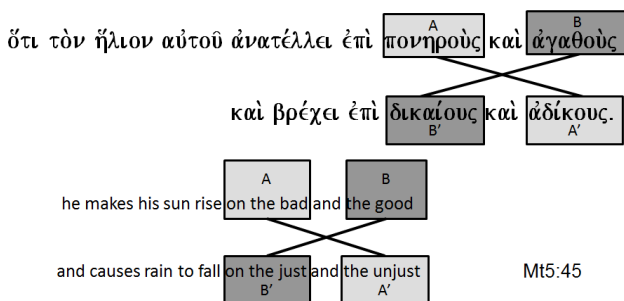 A B
ὅτι τὸν ἥλιον αὐτοῦ ἀνατέλλει ἐπὶ πονηροὺς καὶ ἀγαθοὺς
καὶ βρέχει ἐπὶ δικαίους καὶ ἀδίκους.
B' A'
A B
he makes his sun rise on the bad and the good
and causes rain to fall on the just and the unjust Mt5:45
B' A'